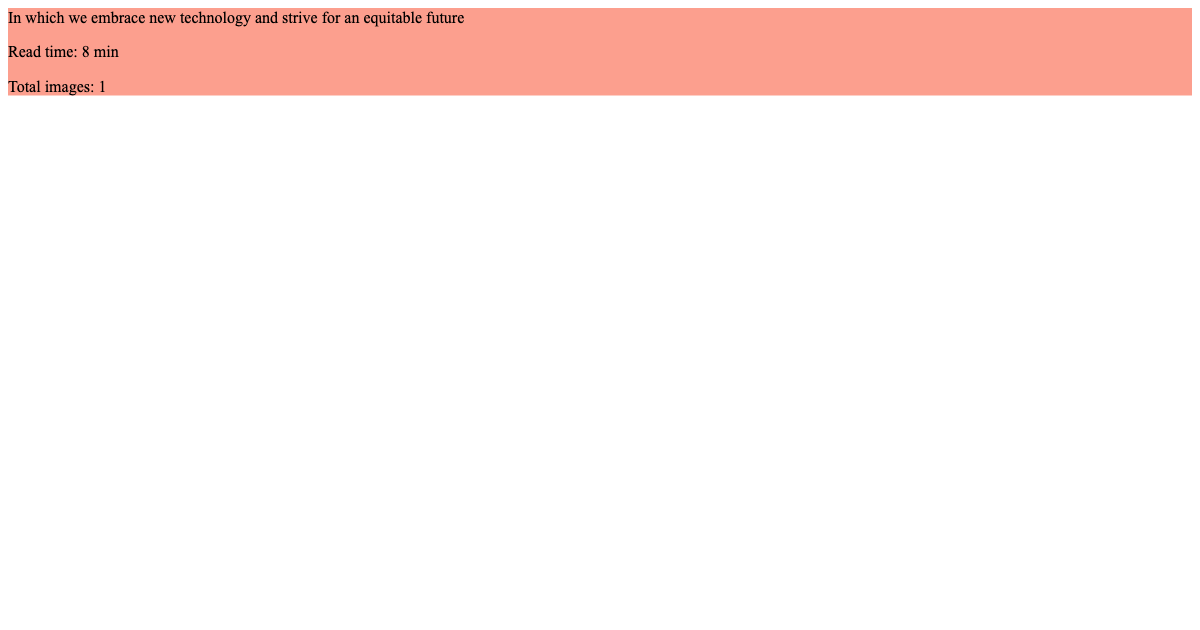 In which we embrace new technology and strive for an equitable future
Read time: 8 min
Total images: 1